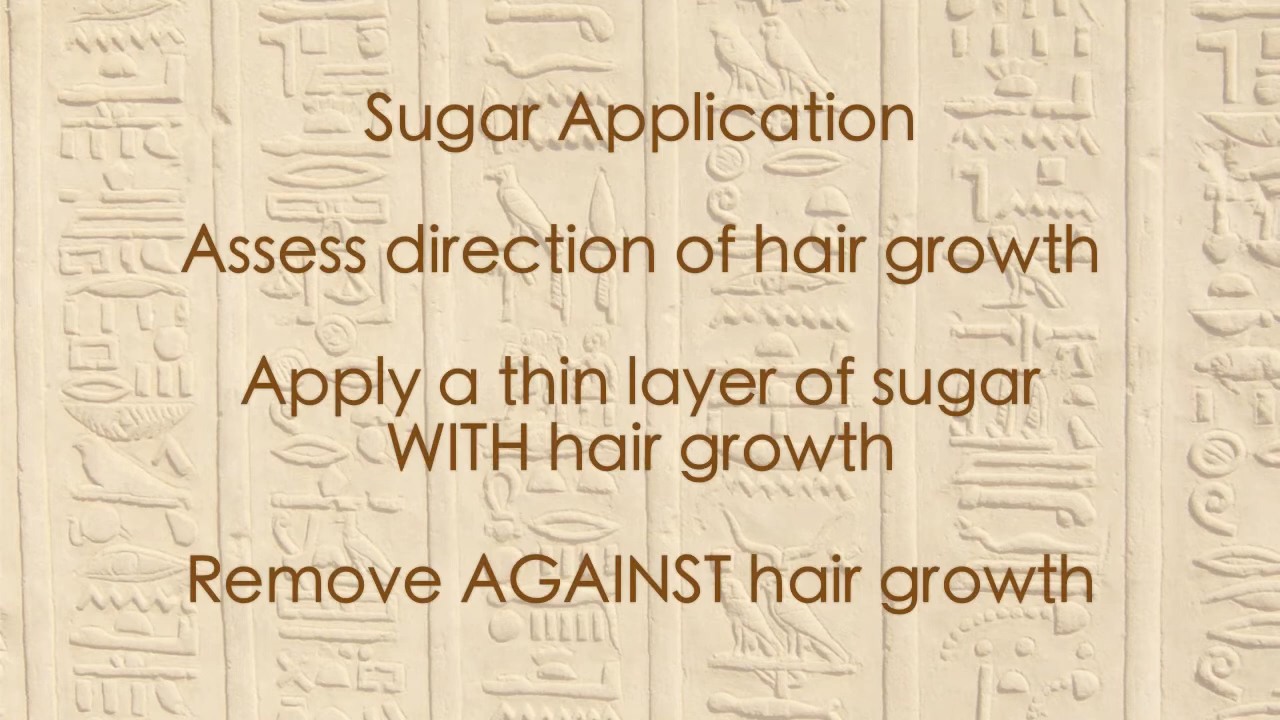 Sugar Application
Assess direction of hair growth
Apply a thin layer of sugar
WITH hair growth
Remove AGAINST hair growth